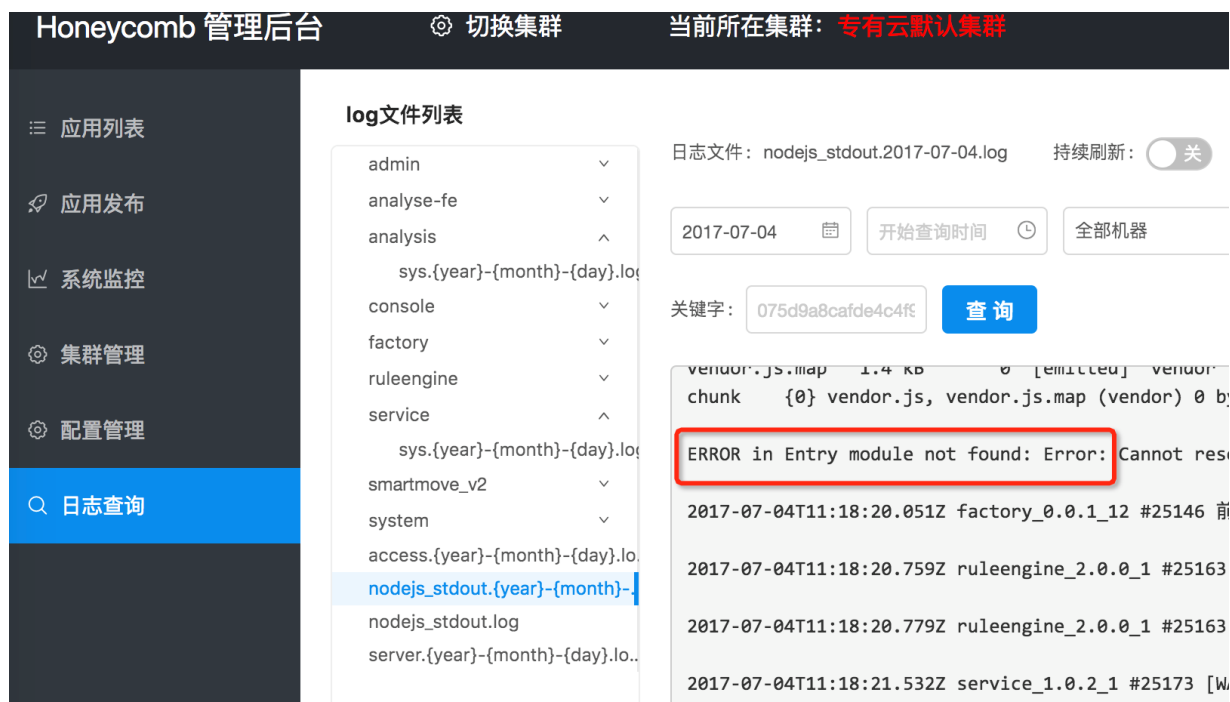 Honeycomb 管理后台
切换集群
当前所在集群：专有云默认集群
应用列表
应用发布
系统监控
集群管理
配置管理
日志查询
log文件列表
admin
analyse-fe
analysis
sys.{year}-{month}-{day}.log
console
factory
ruleengine
service
sys.{year}-{month}-{day}.log
smartmove_v2
system
access.{year}-{month}-{day}.lo..
nodejs_stdout.{year}-{month}-..
nodejs_stdout.log
server.{year}-{month}-{day}.lo...
日志文件：nodejs_stdout.2017-07-04.log
持续刷新：关
2017-07-04
开始查询时间
全部机器
关键字：
075d9a8cafde4c4f9
查 询
vendor.js.map 1.4 kB 0 [emitted] vendor
chunk {0} vendor.js, vendor.js.map (vendor) 0 by
ERROR in Entry module not found: Error: Cannot reso
2017-07-04T11:18:20.051Z factory_0.0.1_12 #25146 前
2017-07-04T11:18:20.759Z ruleengine_2.0.0_1 #25163
2017-07-04T11:18:20.779Z ruleengine_2.0.0_1 #25163
2017-07-04T11:18:21.532Z service_1.0.2_1 #25173 [WA